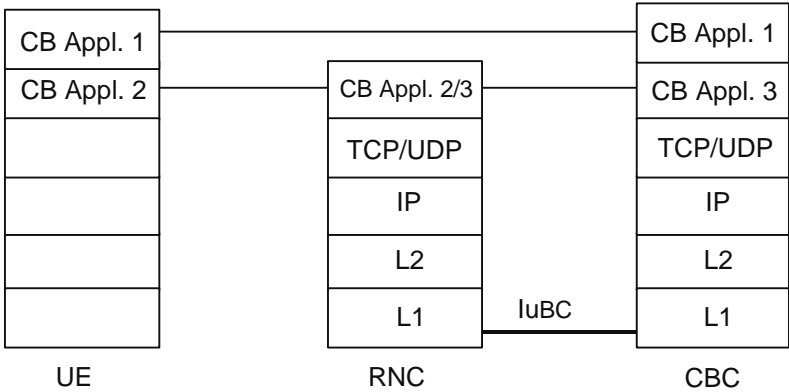 CB Appl. 1
CB Appl. 2
UE
CB Appl. 2/3
TCP/UDP
IP
L2
L1
RNC
IuBC
CB Appl. 1
CB Appl. 3
TCP/UDP
IP
L2
L1
CBC